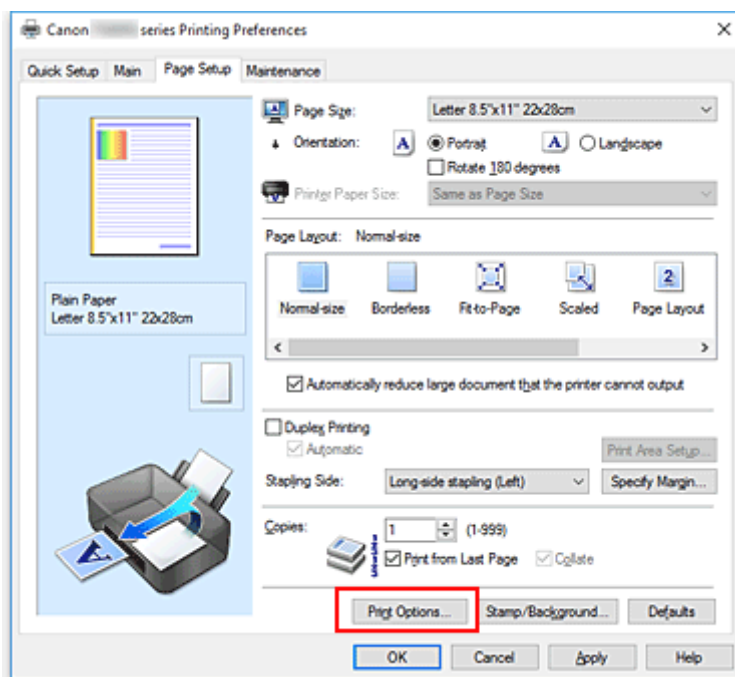 Canon series Printing Preferences
Quick Setup Main Page Setup Maintenance
Page Size: Letter 8.5"x11" 22x28cm
Orientation: A Portrait A Landscape
Rotate 180 degrees
Printer Paper Size: Same as Page Size
Page Layout: Normal-size
Normal-size Borderless Fit-to-Page Scaled Page Layout
Plain Paper
Letter 8.5"x11" 22x28cm
Automatically reduce large document that the printer cannot output
Duplex Printing
Automatic Print Area Setup...
Stapling Side: Long-side stapling (Left) Specify Margin...
Copies: 1 (1-999)
Print from Last Page Collate
Print Options... Stamp/Background... Defaults
OK Cancel Apply Help